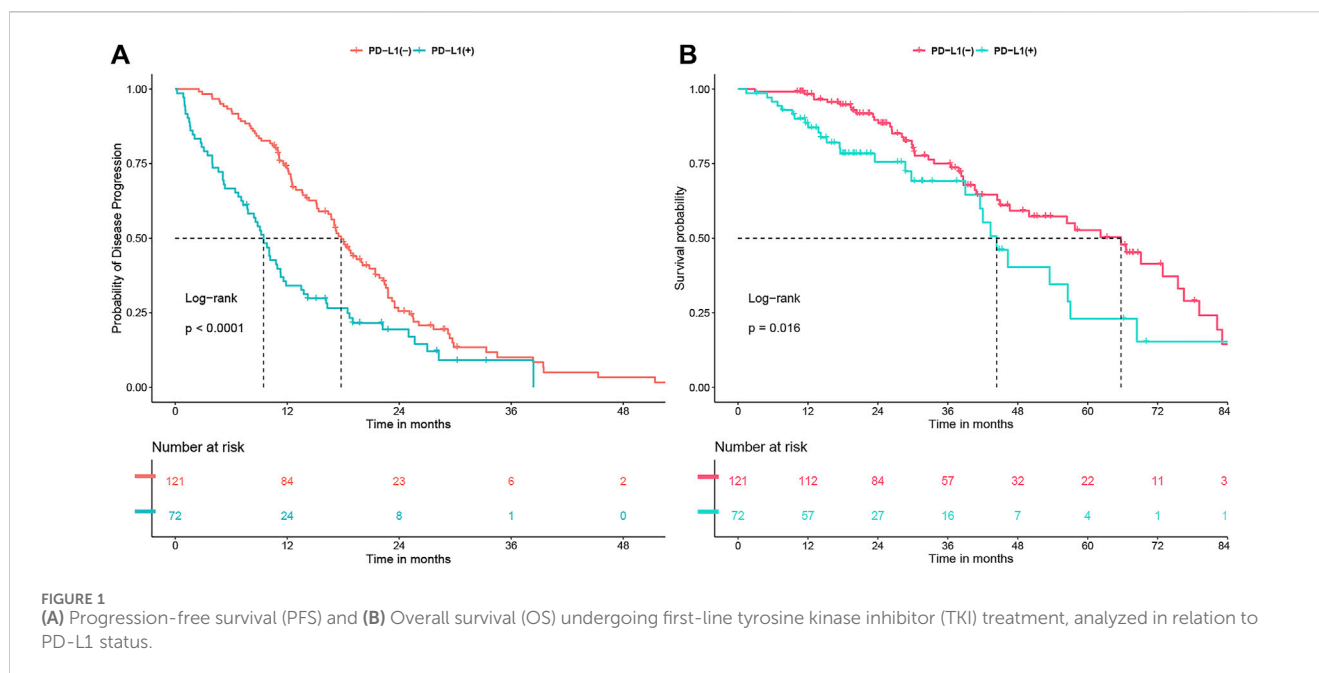 A
PD-L1(-) PD-L1(+)
1.00
0.75
0.50
0.25
0.00
Probability of Disease Progression
Log-rank
p < 0.0001
0 12 24 36 48
Time in months
Number at risk
121 84 23 6 2
72 24 8 1 0
0 12 24 36 48
Time in months
B
PD-L1(-) PD-L1(+)
1.00
0.75
0.50
0.25
0.00
Survival probability
Log-rank
p = 0.016
0 12 24 36 48 60 72 84
Time in months
Number at risk
121 112 84 57 32 22 11 3
72 57 27 16 7 4 1 1
0 12 24 36 48 60 72 84
Time in months
FIGURE 1
(A) Progression-free survival (PFS) and (B) Overall survival (OS) undergoing first-line tyrosine kinase inhibitor (TKI) treatment, analyzed in relation to
PD-L1 status.